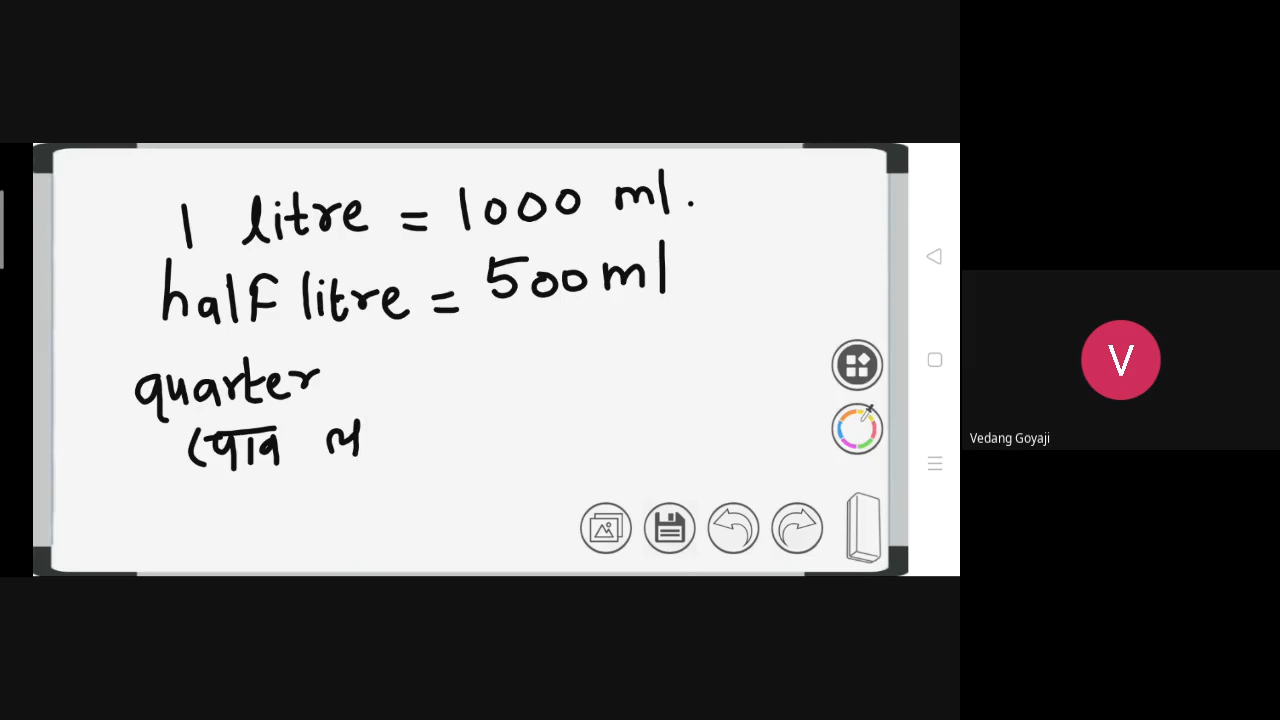 1 litre = 1000 ml.
half litre = 500 ml
quarter
(पाव
V
Vedang Goyaji